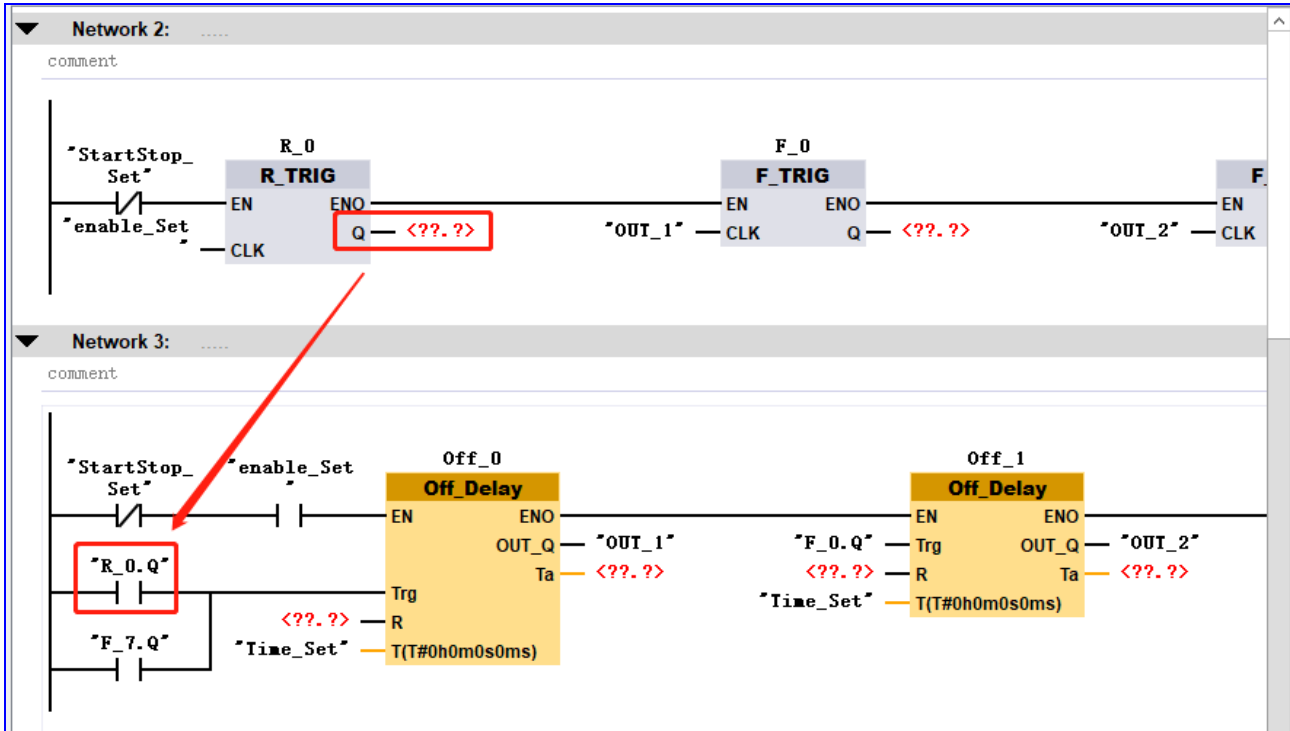 Network 2: .....
comment
R_0 F_0
"StartStop_
Set" R_TRIG F_TRIG
EN ENO EN ENO EN
"enable_Set
" CLK Q <??.?> "OUT_1" CLK Q <??.?> "OUT_2" CLK
Network 3: .....
comment
Off_0 Off_1
"StartStop_ "enable_Set
Set" " Off_Delay Off_Delay
EN ENO EN ENO
OUT_Q "OUT_1" "F_0.Q" Trg OUT_Q "OUT_2"
"R_0.Q" Ta <??.?> <??.?> R Ta <??.?>
Trg "Time_Set" T(T#0h0m0s0ms)
<??.?> R
"F_7.Q" "Time_Set" T(T#0h0m0s0ms)